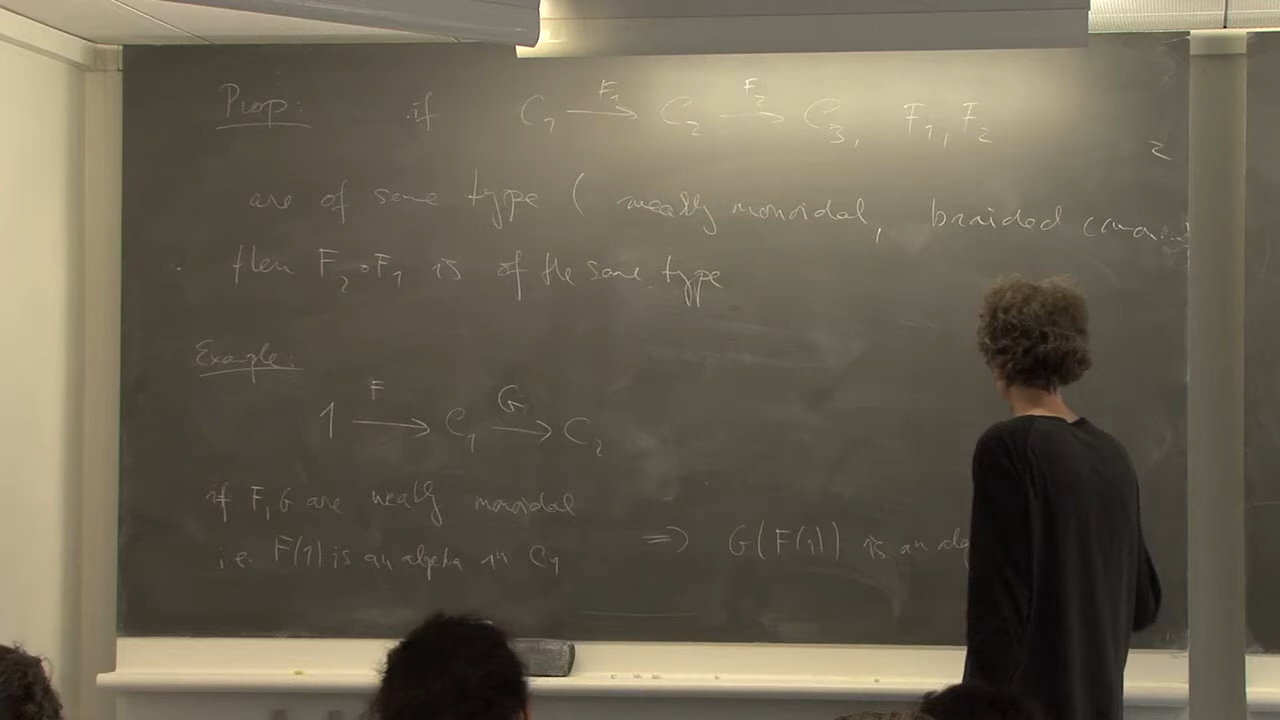 Prop: if C₁ —F₁→ C₂ —F₂→ C₃, F₁, F₂
are of same type (weakly monoidal, braided
then F₂∘F₁ is of the same type
Example:
1 —F→ C₁ —G→ C₂
if F, G are weakly monoidal
i.e. F(1) is an algebra in C₁ ⇒ G(F(1)) is an alg